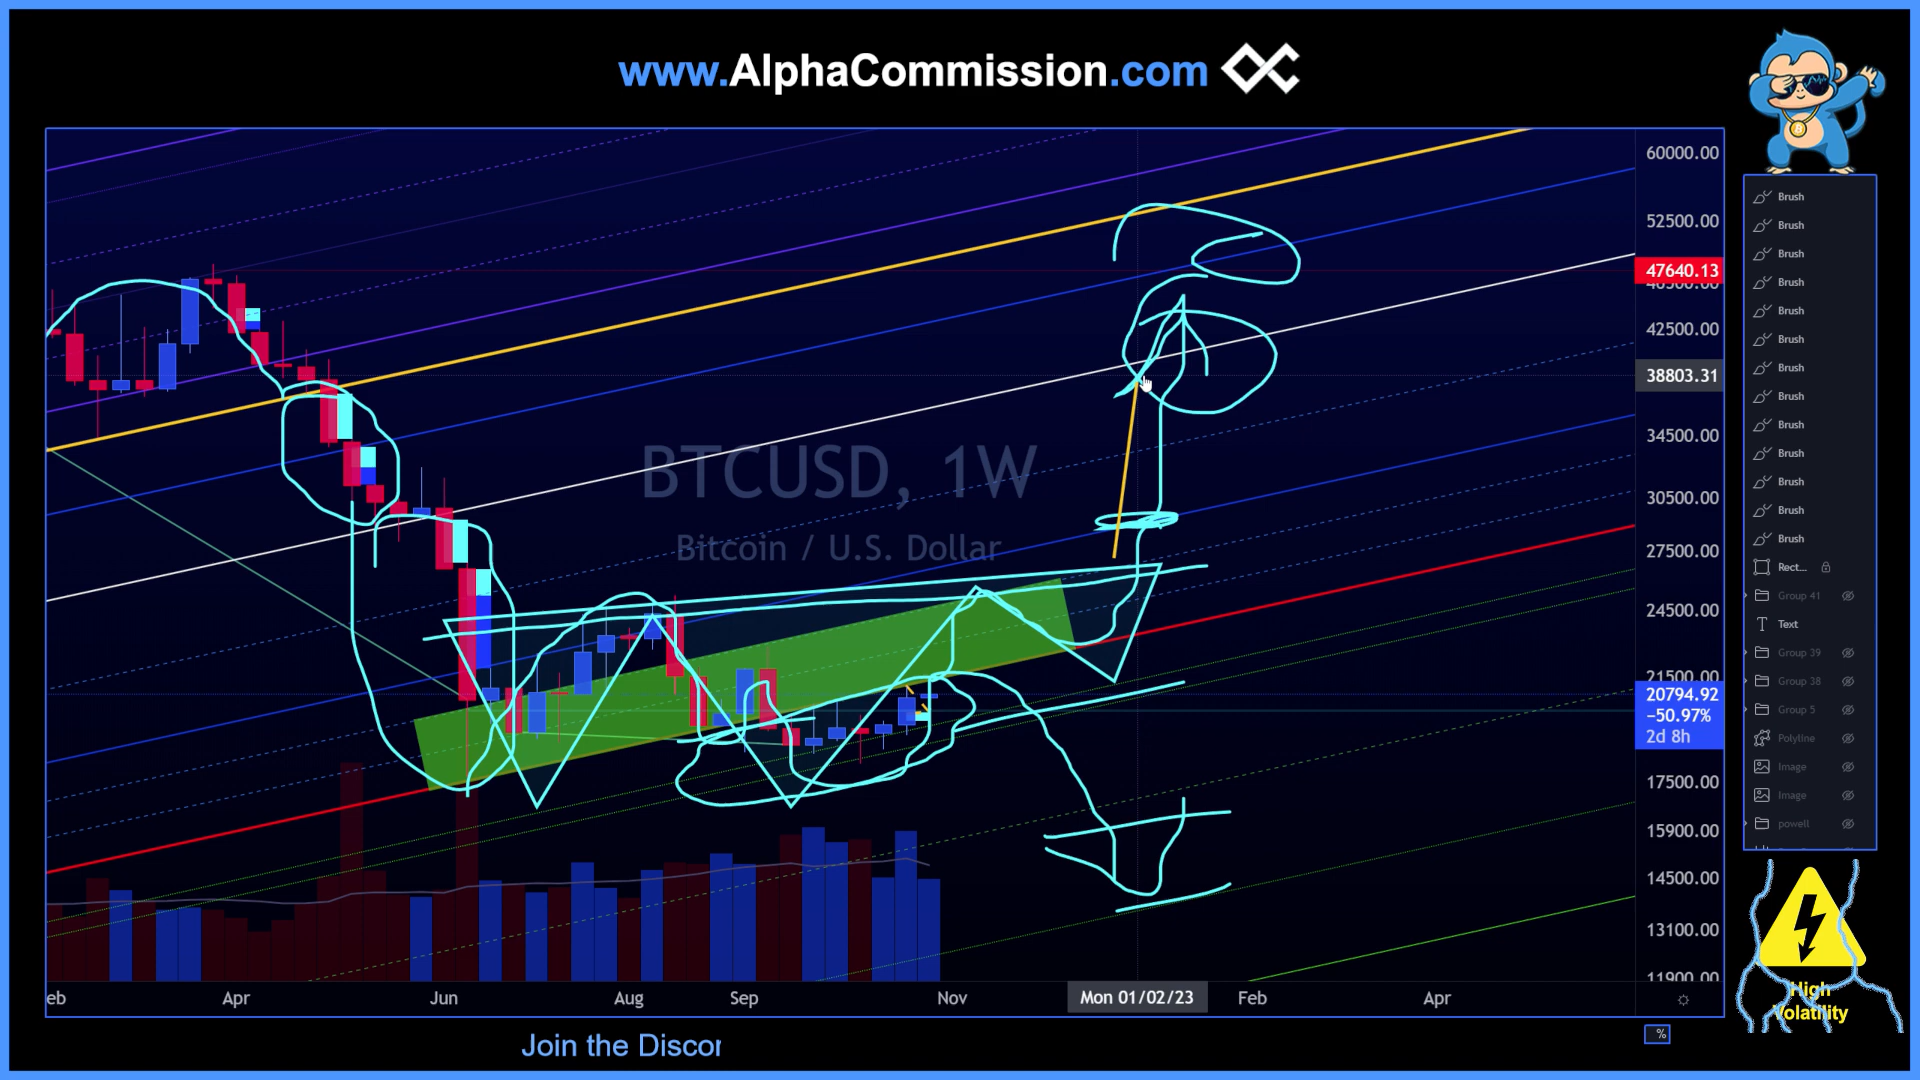 www.AlphaCommission.com
60000.00
52500.00
47640.13
42500.00
38803.31
34500.00
30500.00
27500.00
24500.00
21500.00
20794.92
−50.97%
2d 8h
17500.00
15900.00
14500.00
13100.00
11900.00
BTCUSD, 1W
Bitcoin / U.S. Dollar
eb
Apr
Jun
Aug
Sep
Nov
Mon 01/02/23
Feb
Apr
Brush
Brush
Brush
Brush
Brush
Brush
Brush
Brush
Brush
Brush
Brush
Brush
Brush
Rect...
Group 41
Text
Group 39
Group 38
Group 5
Polyline
Image
Image
powell
High
Volatility
%
Join the Discor